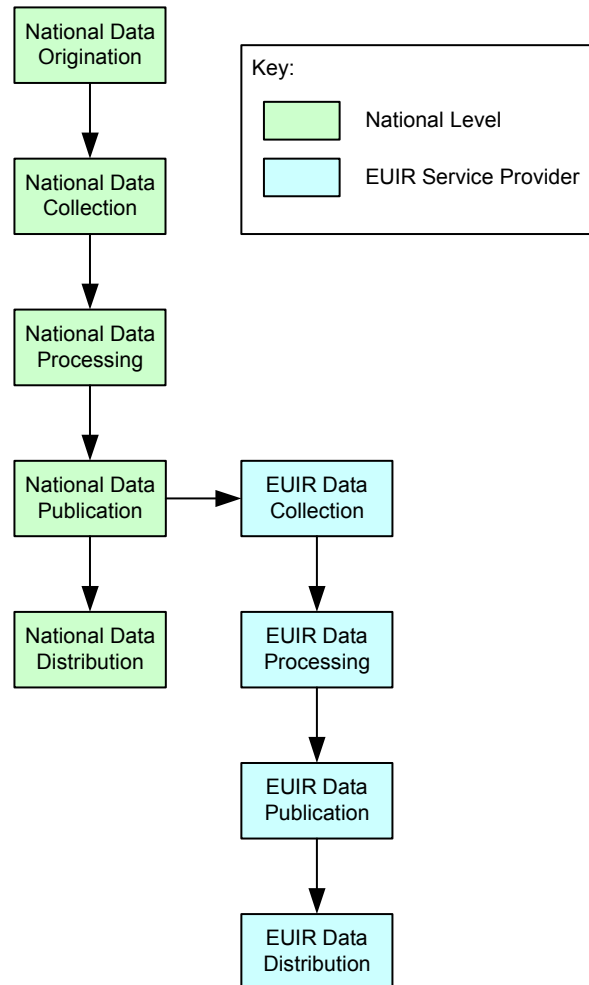 National Data
Origination
Key:
National Level
EUIR Service Provider
National Data
Collection
National Data
Processing
National Data
Publication
EUIR Data
Collection
National Data
Distribution
EUIR Data
Processing
EUIR Data
Publication
EUIR Data
Distribution